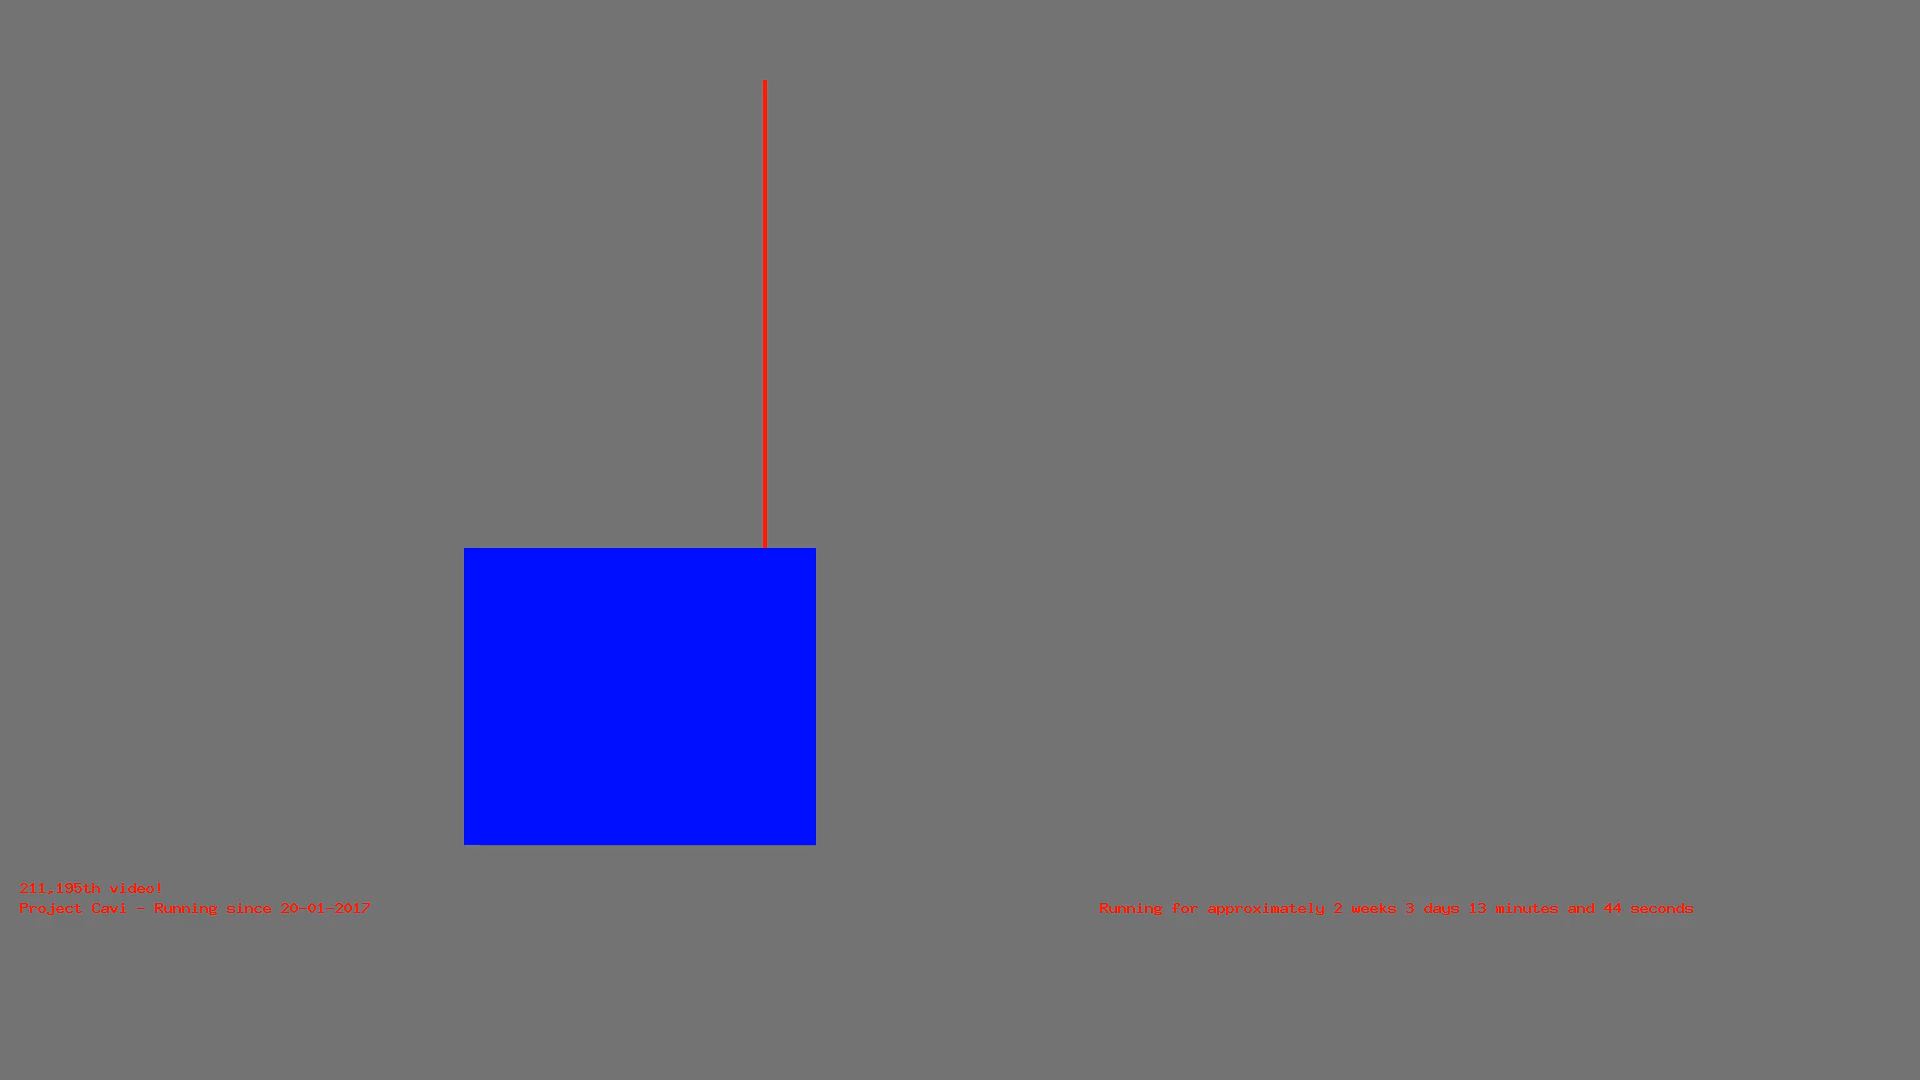 211,195th video!
Project Cavi - Running since 20-01-2017
Running for approximately 2 weeks 3 days 13 minutes and 44 seconds